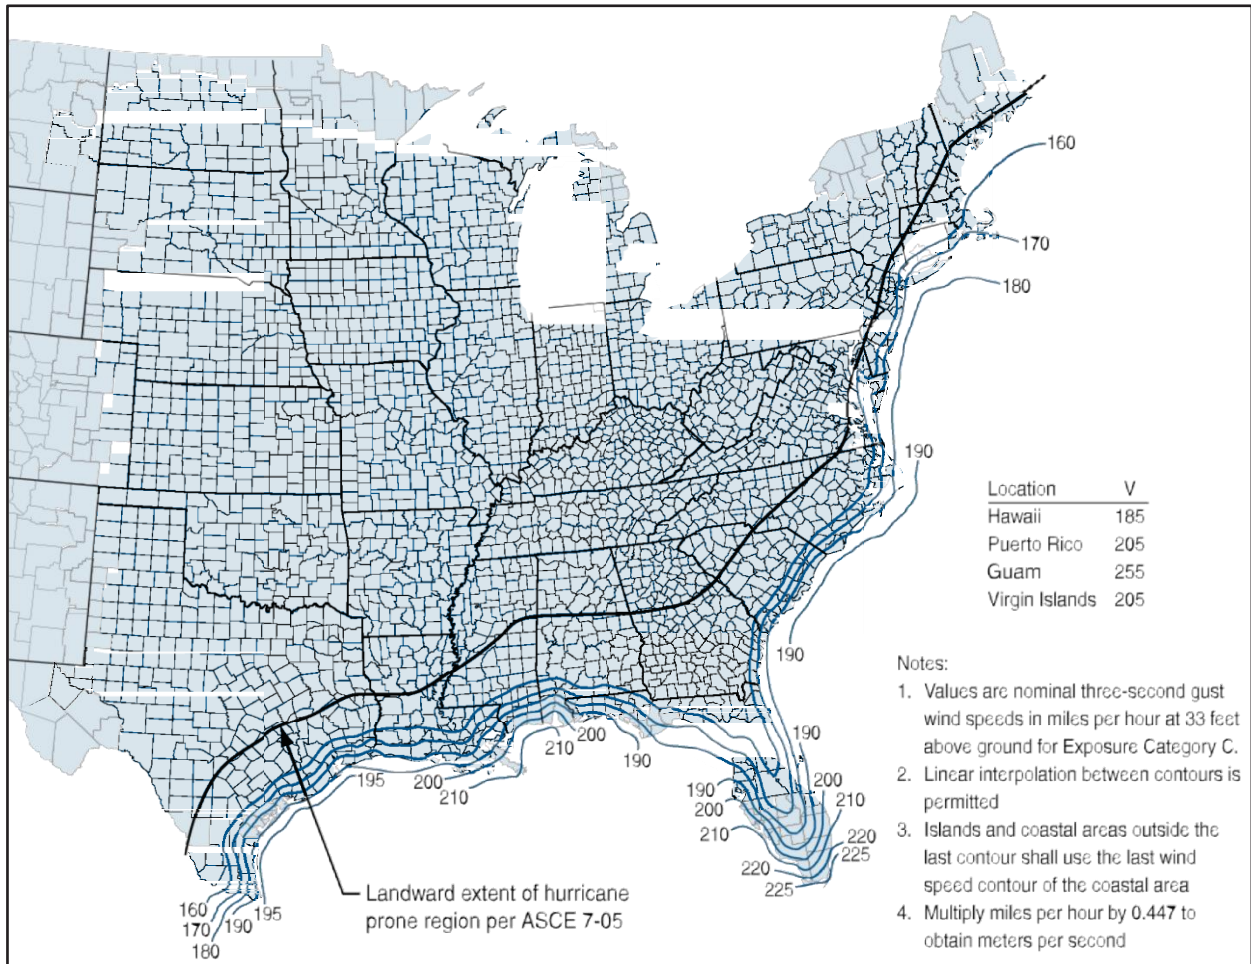 160
170
180
190
Location V
Hawaii 185
Puerto Rico 205
Guam 255
Virgin Islands 205
190
Notes:
1. Values are nominal three-second gust
wind speeds in miles per hour at 33 feet
above ground for Exposure Category C.
2. Linear interpolation between contours is
permitted
3. Islands and coastal areas outside the
last contour shall use the last wind
speed contour of the coastal area
4. Multiply miles per hour by 0.447 to
obtain meters per second
190
200
210
220
225
190
200
210
220
225
210
200
190
195
200
210
160
170
180
190
195
Landward extent of hurricane
prone region per ASCE 7-05